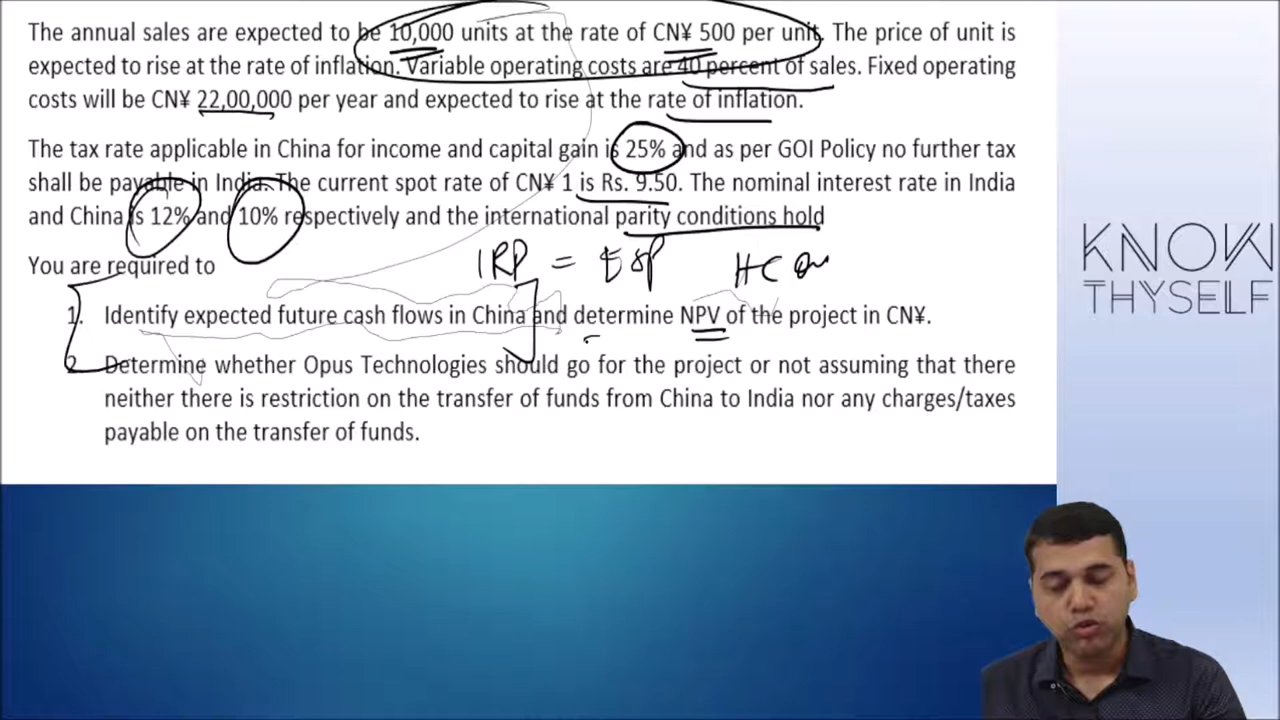 The annual sales are expected to be 10,000 units at the rate of CN¥ 500 per unit. The price of unit is
expected to rise at the rate of inflation. Variable operating costs are 40 percent of sales. Fixed operating
costs will be CN¥ 22,00,000 per year and expected to rise at the rate of inflation.
The tax rate applicable in China for income and capital gain is 25% and as per GOI Policy no further tax
shall be payable in India. The current spot rate of CN¥ 1 is Rs. 9.50. The nominal interest rate in India
and China is 12% and 10% respectively and the international parity conditions hold
IRP = HC
You are required to
1. Identify expected future cash flows in China and determine NPV of the project in CN¥.
2. Determine whether Opus Technologies should go for the project or not assuming that there
neither there is restriction on the transfer of funds from China to India nor any charges/taxes
payable on the transfer of funds.
KNOW
THYSELF